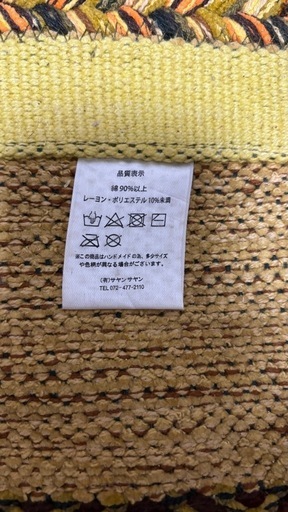 品質表示
綿 90%以上
レーヨン・ポリエステル 10%未満
※この商品はハンドメイドの為、多少サイズ
や色柄が異なる場合がございます。
(有)サヤンサヤン
TEL 072-477-2110